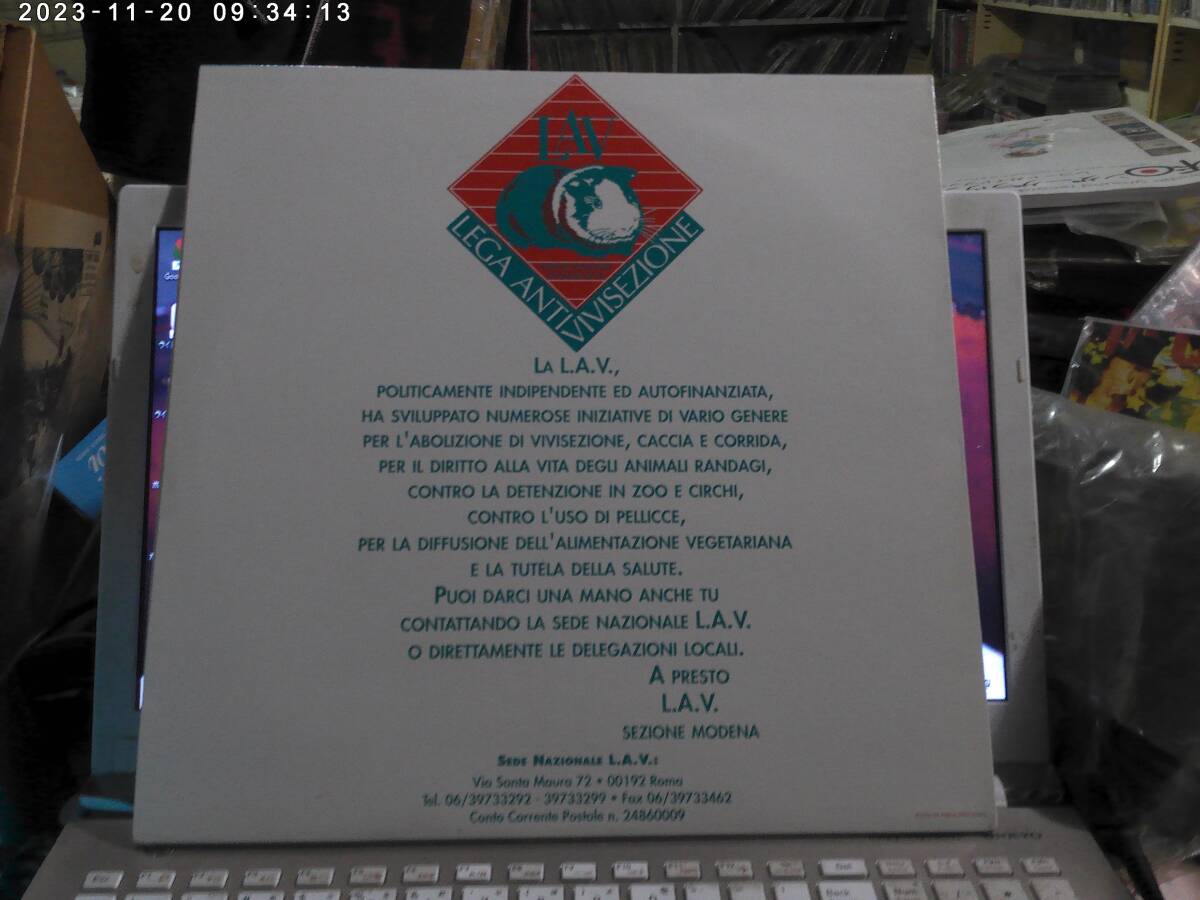 2023-11-20 09:34:13
LAV
LEGA ANTIVIVISEZIONE
LA L.A.V.,
POLITICAMENTE INDIPENDENTE ED AUTOFINANZIATA,
HA SVILUPPATO NUMEROSE INIZIATIVE DI VARIO GENERE
PER L'ABOLIZIONE DI VIVISEZIONE, CACCIA E CORRIDA,
PER IL DIRITTO ALLA VITA DEGLI ANIMALI RANDAGI,
CONTRO LA DETENZIONE IN ZOO E CIRCHI,
CONTRO L'USO DI PELLICCE,
PER LA DIFFUSIONE DELL'ALIMENTAZIONE VEGETARIANA
E LA TUTELA DELLA SALUTE.
PUOI DARCI UNA MANO ANCHE TU
CONTATTANDO LA SEDE NAZIONALE L.A.V.
O DIRETTAMENTE LE DELEGAZIONI LOCALI.
A PRESTO
L.A.V.
SEZIONE MODENA
SEDE NAZIONALE L.A.V.:
Via Santa Maura 72 • 00192 Roma
Tel. 06/39733292 - 39733299 • Fax 06/39733462
Conto Corrente Postale n. 24860009